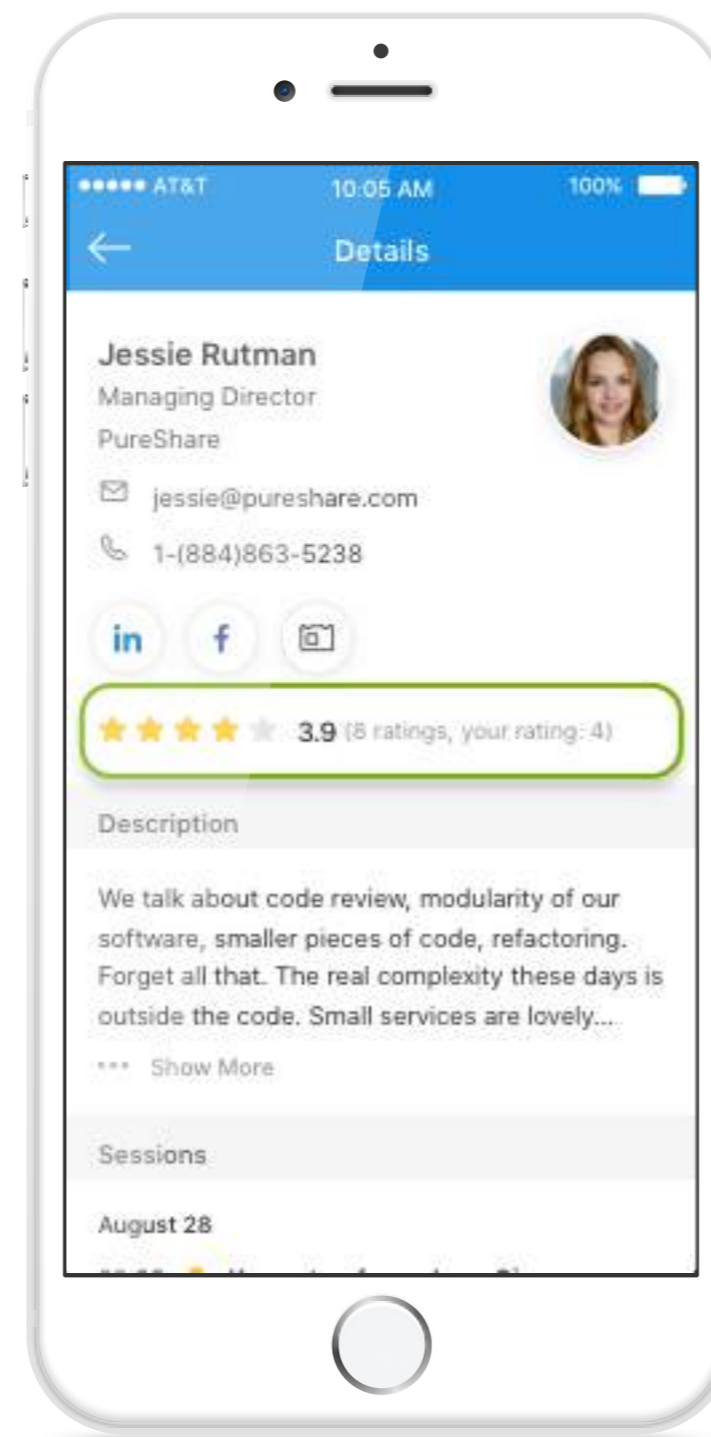 AT&T 10:05 AM 100%
Details
Jessie Rutman
Managing Director
PureShare
jessie@pureshare.com
1-(884)863-5238
in f
3.9 (8 ratings, your rating: 4)
Description
We talk about code review, modularity of our
software, smaller pieces of code, refactoring.
Forget all that. The real complexity these days is
outside the code. Small services are lovely...
... Show More
Sessions
August 28